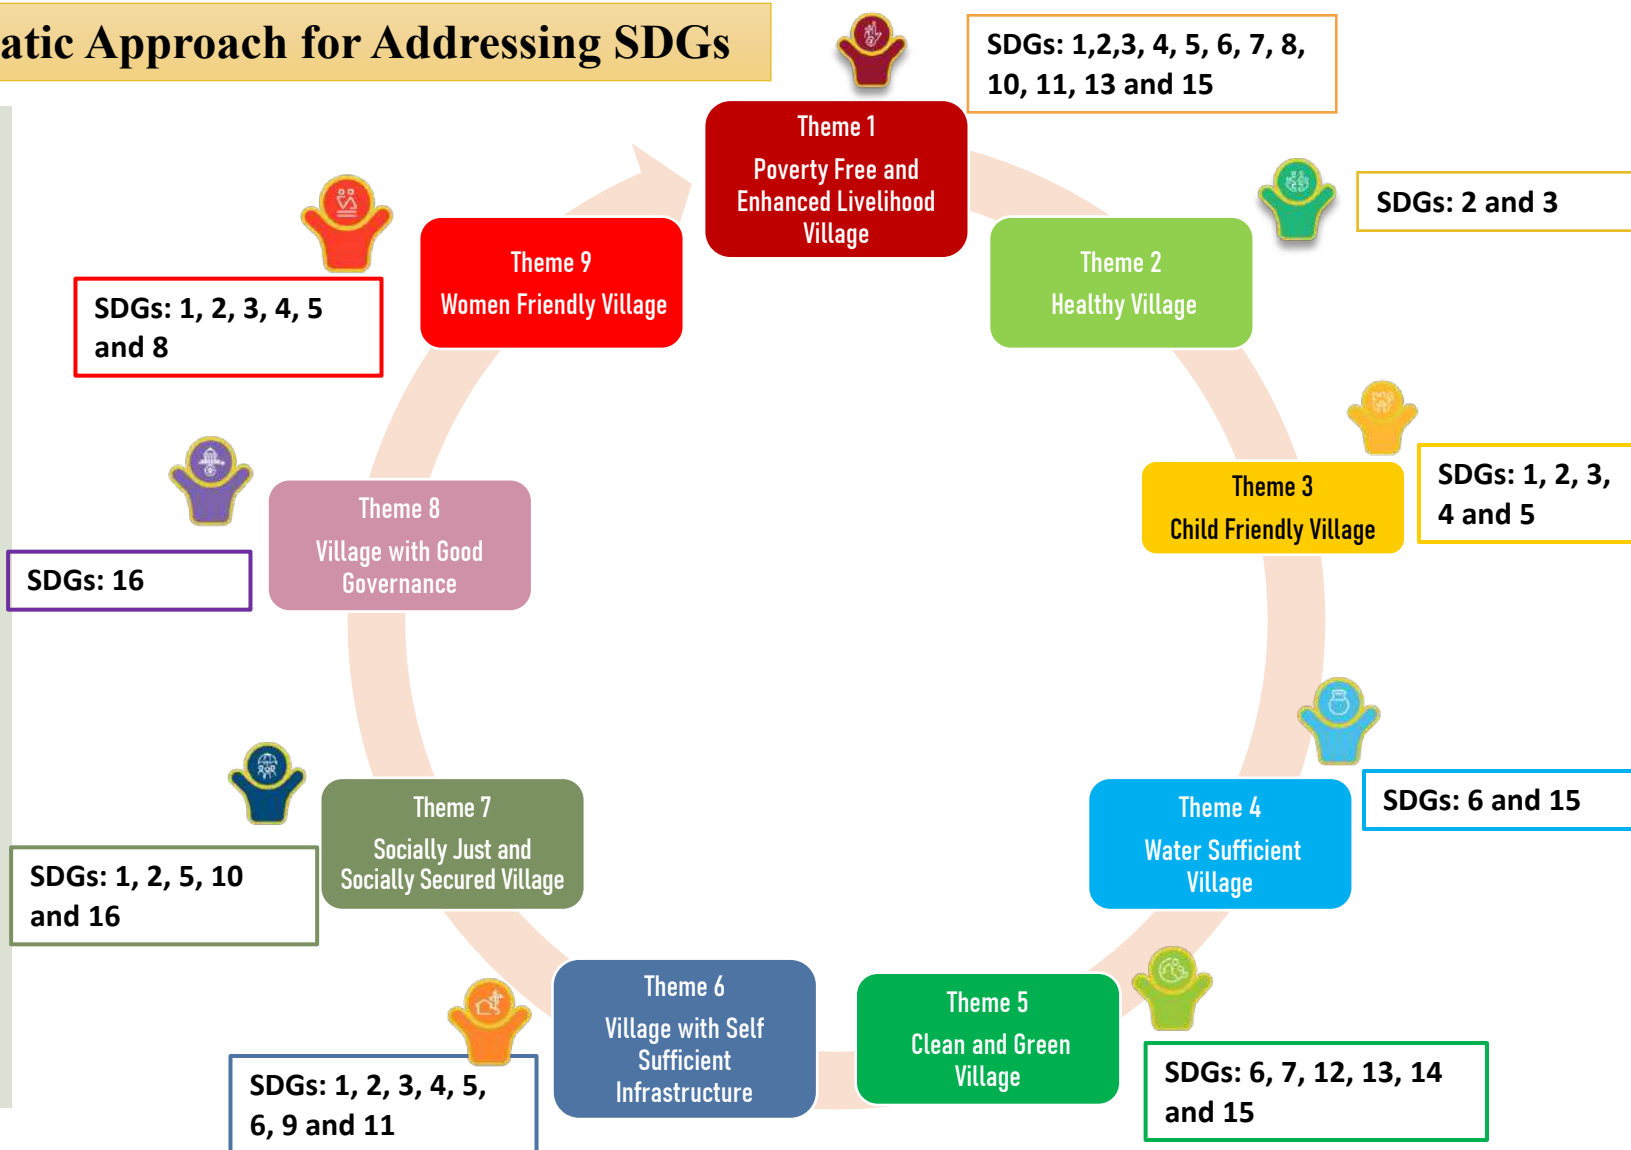 atic Approach for Addressing SDGs
SDGs: 1,2,3, 4, 5, 6, 7, 8,
10, 11, 13 and 15
Theme 1
Poverty Free and
Enhanced Livelihood
Village
SDGs: 2 and 3
Theme 2
Healthy Village
SDGs: 1, 2, 3,
4 and 5
Theme 3
Child Friendly Village
SDGs: 6 and 15
Theme 4
Water Sufficient
Village
Theme 5
Clean and Green
Village
SDGs: 6, 7, 12, 13, 14
and 15
Theme 6
Village with Self
Sufficient
Infrastructure
SDGs: 1, 2, 3, 4, 5,
6, 9 and 11
Theme 7
Socially Just and
Socially Secured Village
SDGs: 1, 2, 5, 10
and 16
Theme 8
Village with Good
Governance
SDGs: 16
Theme 9
Women Friendly Village
SDGs: 1, 2, 3, 4, 5
and 8